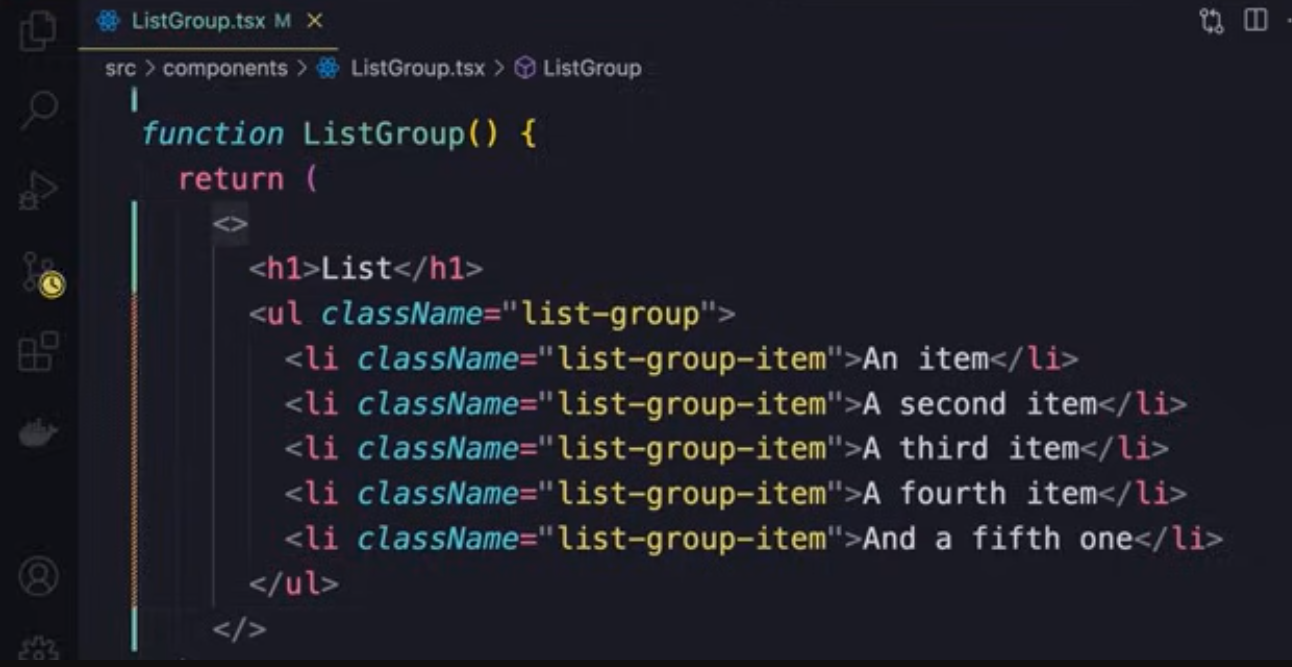 ListGroup.tsx M ×
src > components > ListGroup.tsx > ListGroup
function ListGroup() {
return (
<>
<h1>List</h1>
<ul className="list-group">
<li className="list-group-item">An item</li>
<li className="list-group-item">A second item</li>
<li className="list-group-item">A third item</li>
<li className="list-group-item">A fourth item</li>
<li className="list-group-item">And a fifth one</li>
</ul>
</>